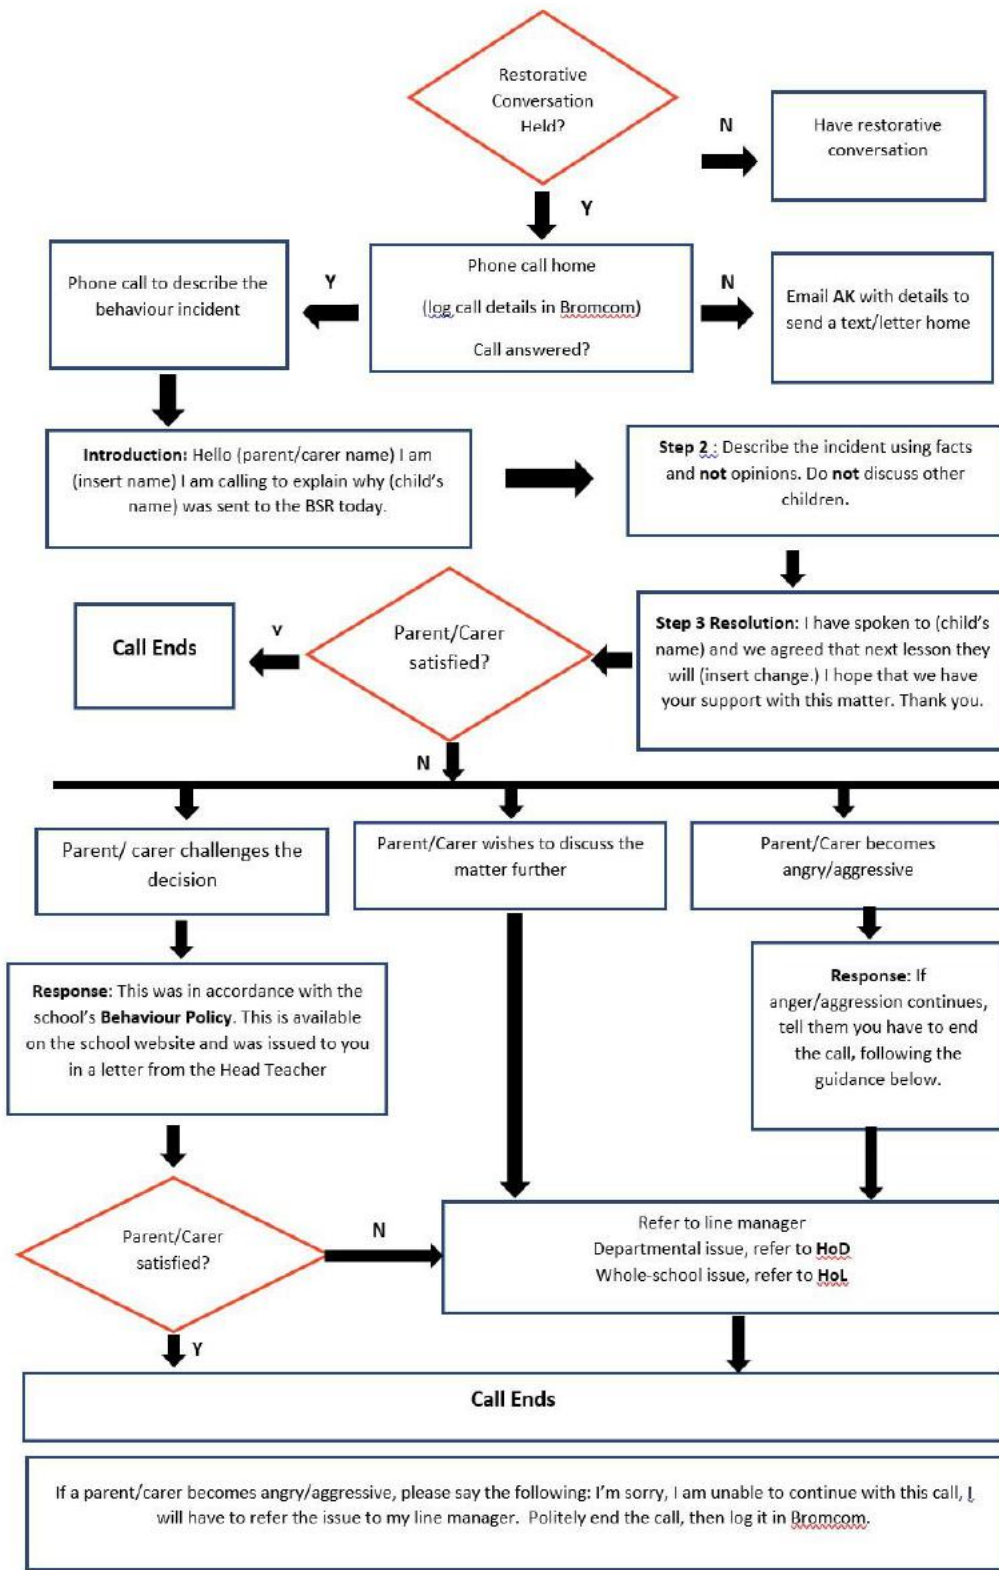 Restorative
Conversation
Held?
N
Have restorative
conversation
Y
Phone call to describe the
behaviour incident
Y
Phone call home
(log call details in Bromcom)
Call answered?
N
Email AK with details to
send a text/letter home
Introduction: Hello (parent/carer name) I am
(insert name) I am calling to explain why (child's
name) was sent to the BSR today.
Step 2 : Describe the incident using facts
and not opinions. Do not discuss other
children.
Call Ends
Y
Parent/Carer
satisfied?
Step 3 Resolution: I have spoken to (child's
name) and we agreed that next lesson they
will (insert change.) I hope that we have
your support with this matter. Thank you.
N
Parent/ carer challenges the
decision
Parent/Carer wishes to discuss the
matter further
Parent/Carer becomes
angry/aggressive
Response: This was in accordance with the
school's Behaviour Policy. This is available
on the school website and was issued to you
in a letter from the Head Teacher
Response: If
anger/aggression continues,
tell them you have to end
the call, following the
guidance below.
Parent/Carer
satisfied?
N
Refer to line manager
Departmental issue, refer to HoD
Whole-school issue, refer to HoL
Y
Call Ends
If a parent/carer becomes angry/aggressive, please say the following: I'm sorry, I am unable to continue with this call, I
will have to refer the issue to my line manager. Politely end the call, then log it in Bromcom.